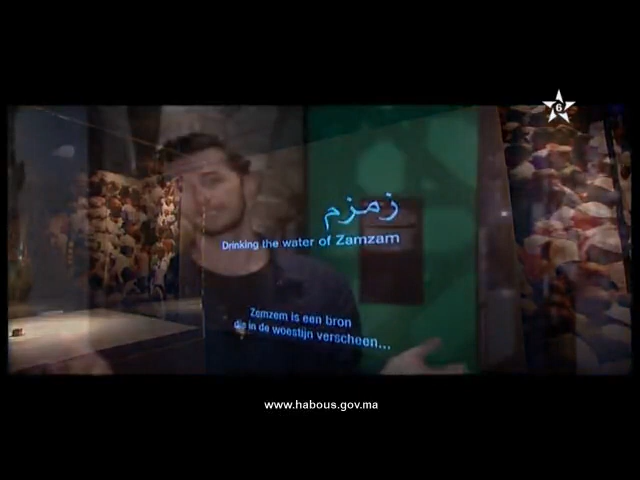 6
زمزم
Drinking the water of Zamzam
Zemzem is een bron
die in de woestijn verscheen...
www.habous.gov.ma